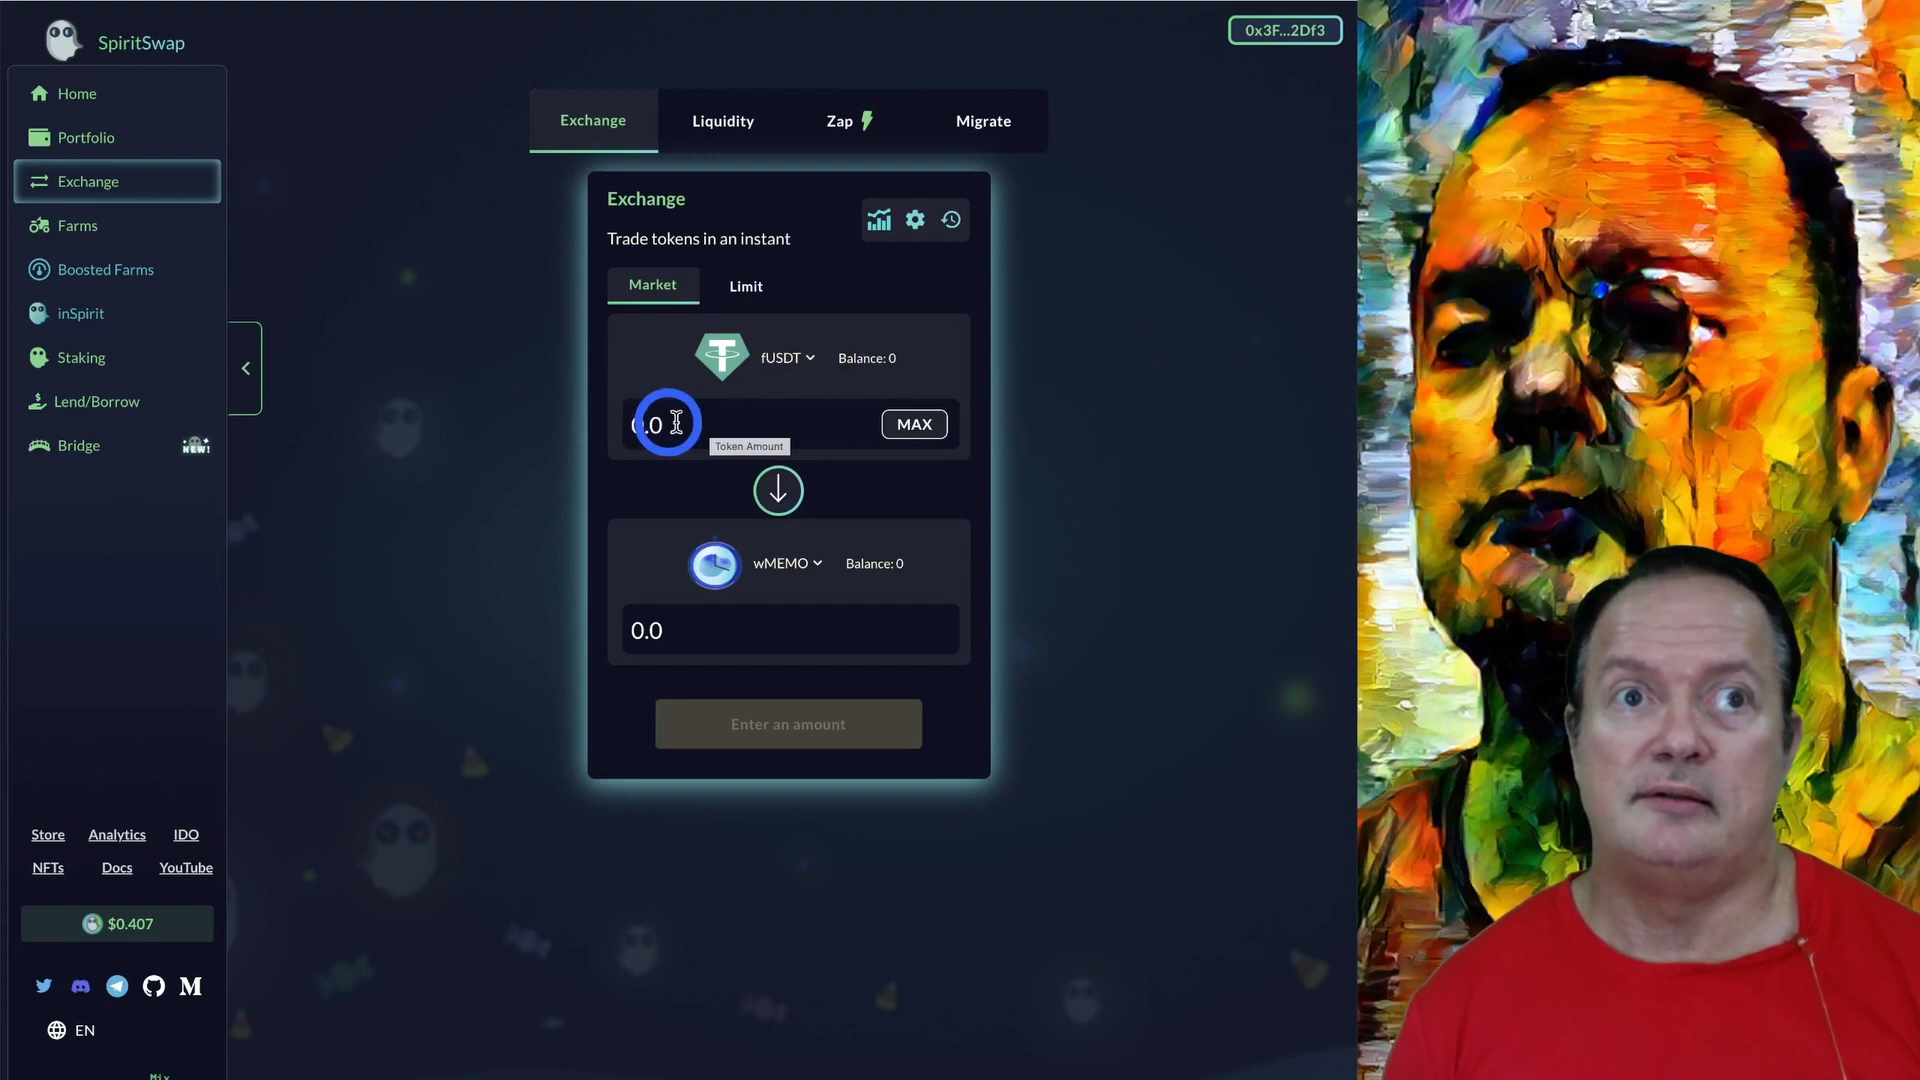 SpiritSwap
0x3F...2Df3
Home
Portfolio
Exchange
Farms
Boosted Farms
inSpirit
Staking
Lend/Borrow
Bridge
NEW!
Exchange
Liquidity
Zap
Migrate
Exchange
Trade tokens in an instant
Market
Limit
fUSDT
Balance: 0
0.0
MAX
Token Amount
wMEMO
Balance: 0
0.0
Enter an amount
Store
Analytics
IDO
NFTs
Docs
YouTube
$0.407
EN
Mix